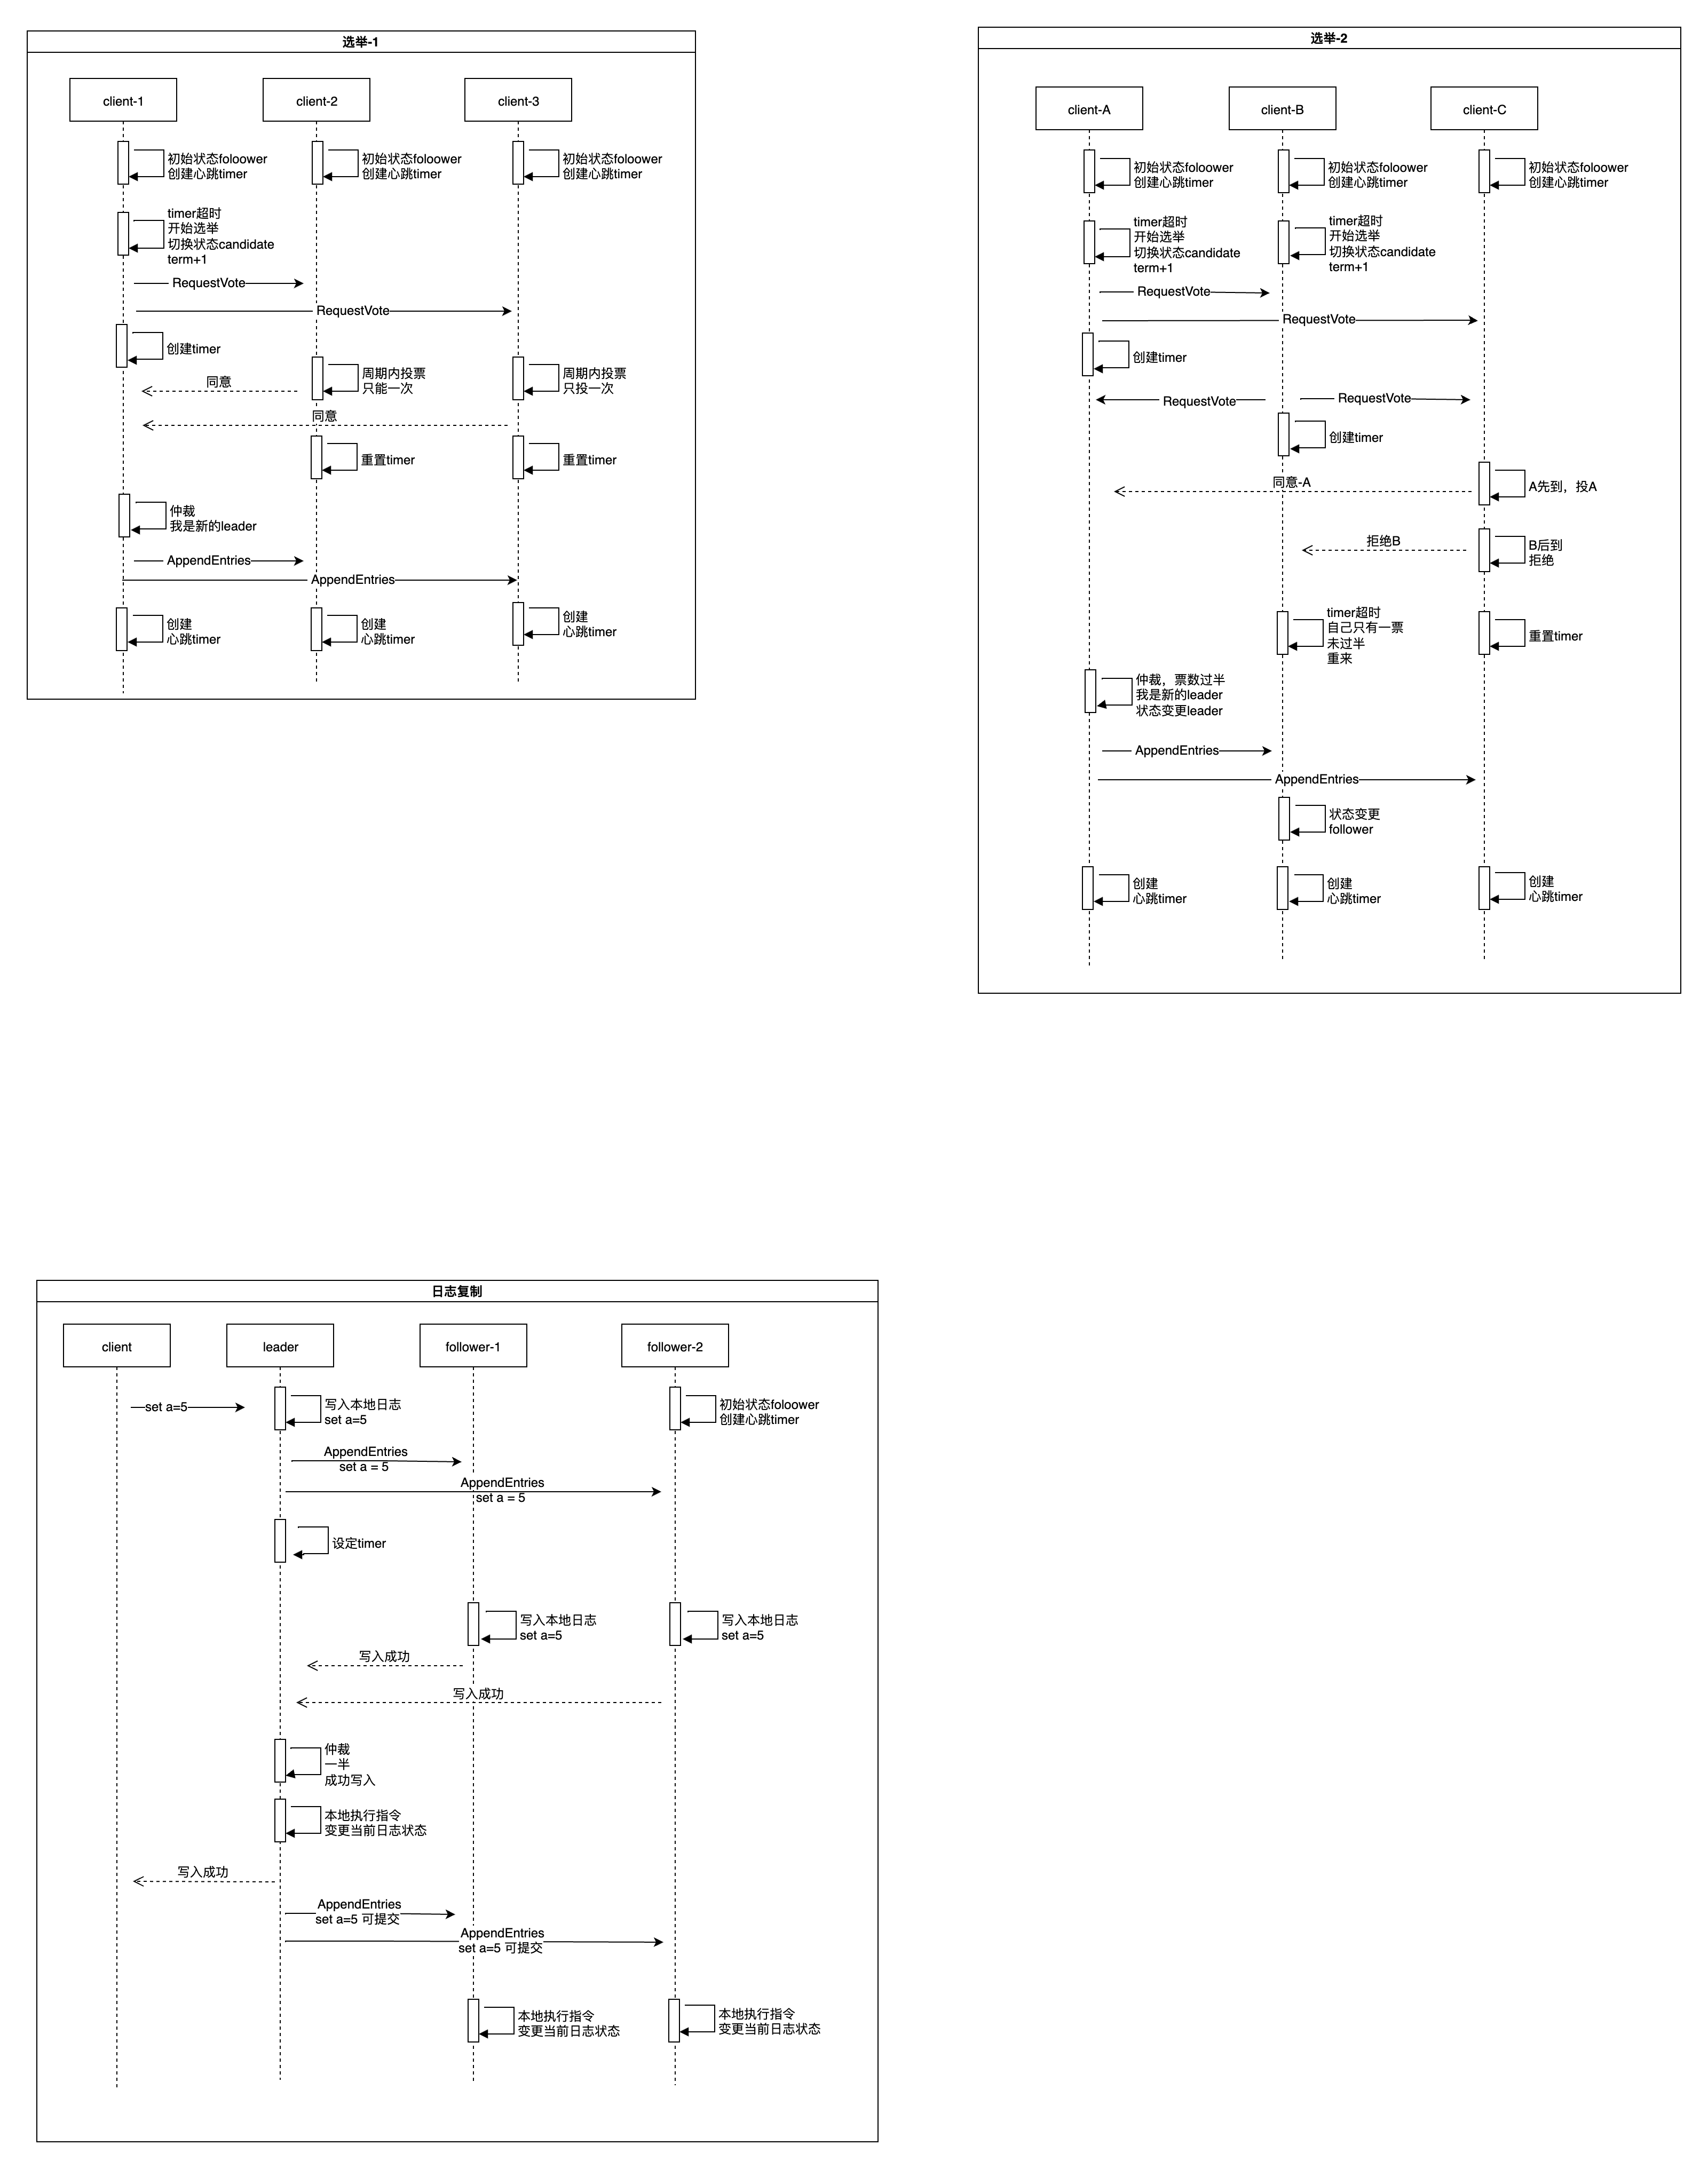 选举-1
client-1
client-2
client-3
初始状态foloower
创建心跳timer
初始状态foloower
创建心跳timer
初始状态foloower
创建心跳timer
timer超时
开始选举
切换状态candidate
term+1
RequestVote
RequestVote
创建timer
周期内投票
只能一次
周期内投票
只投一次
同意
同意
重置timer
重置timer
仲裁
我是新的leader
AppendEntries
AppendEntries
创建
心跳timer
创建
心跳timer
创建
心跳timer
选举-2
client-A
client-B
client-C
初始状态foloower
创建心跳timer
初始状态foloower
创建心跳timer
初始状态foloower
创建心跳timer
timer超时
开始选举
切换状态candidate
term+1
timer超时
开始选举
切换状态candidate
term+1
RequestVote
RequestVote
创建timer
RequestVote
RequestVote
创建timer
同意-A
A先到，投A
拒绝B
B后到
拒绝
timer超时
自己只有一票
未过半
重来
重置timer
仲裁，票数过半
我是新的leader
状态变更leader
AppendEntries
AppendEntries
状态变更
follower
创建
心跳timer
创建
心跳timer
创建
心跳timer
日志复制
client
leader
follower-1
follower-2
set a=5
写入本地日志
set a=5
初始状态foloower
创建心跳timer
AppendEntries
set a = 5
AppendEntries
set a = 5
设定timer
写入本地日志
set a=5
写入本地日志
set a=5
写入成功
写入成功
仲裁
一半
成功写入
本地执行指令
变更当前日志状态
写入成功
AppendEntries
set a=5 可提交
AppendEntries
set a=5 可提交
本地执行指令
变更当前日志状态
本地执行指令
变更当前日志状态